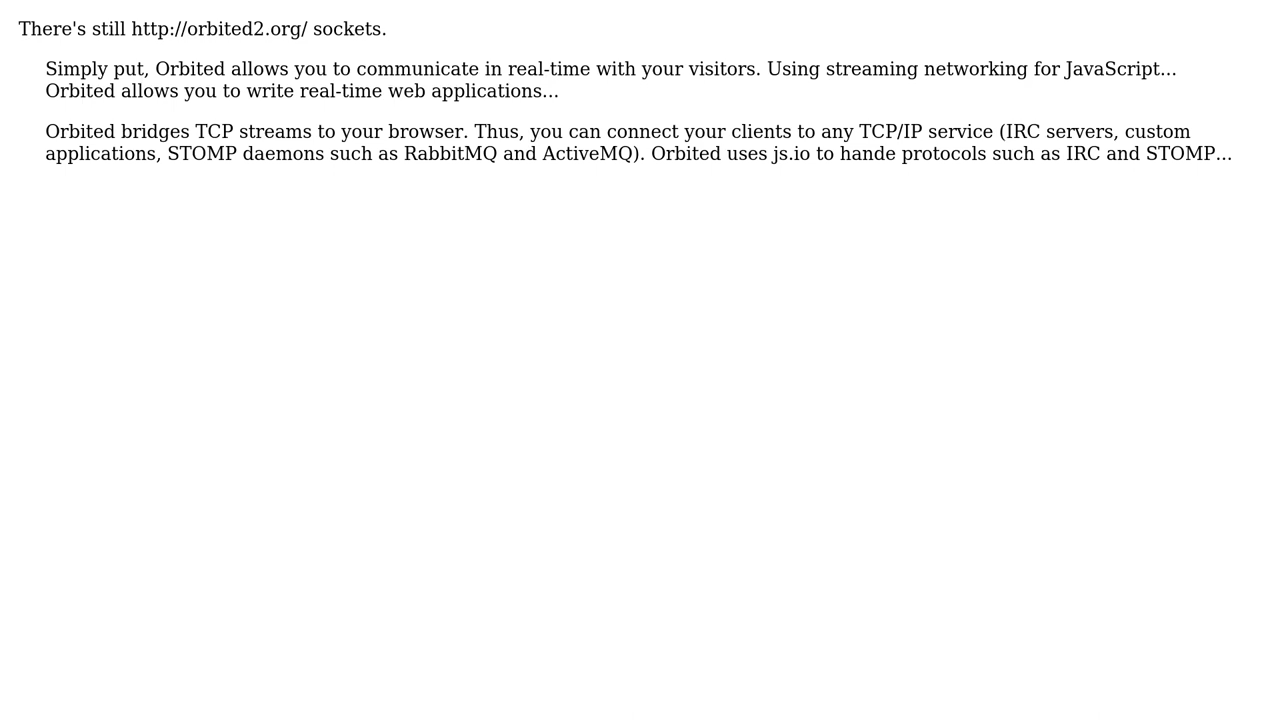 There's still http://orbited2.org/ sockets.
Simply put, Orbited allows you to communicate in real-time with your visitors. Using streaming networking for JavaScript...
Orbited allows you to write real-time web applications...
Orbited bridges TCP streams to your browser. Thus, you can connect your clients to any TCP/IP service (IRC servers, custom
applications, STOMP daemons such as RabbitMQ and ActiveMQ). Orbited uses js.io to hande protocols such as IRC and STOMP...